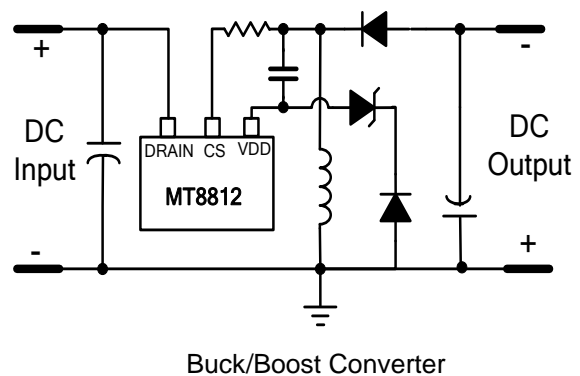 +
-
DC
Input
DRAIN CS VDD
MT8812
DC
Output
-
+
Buck/Boost Converter